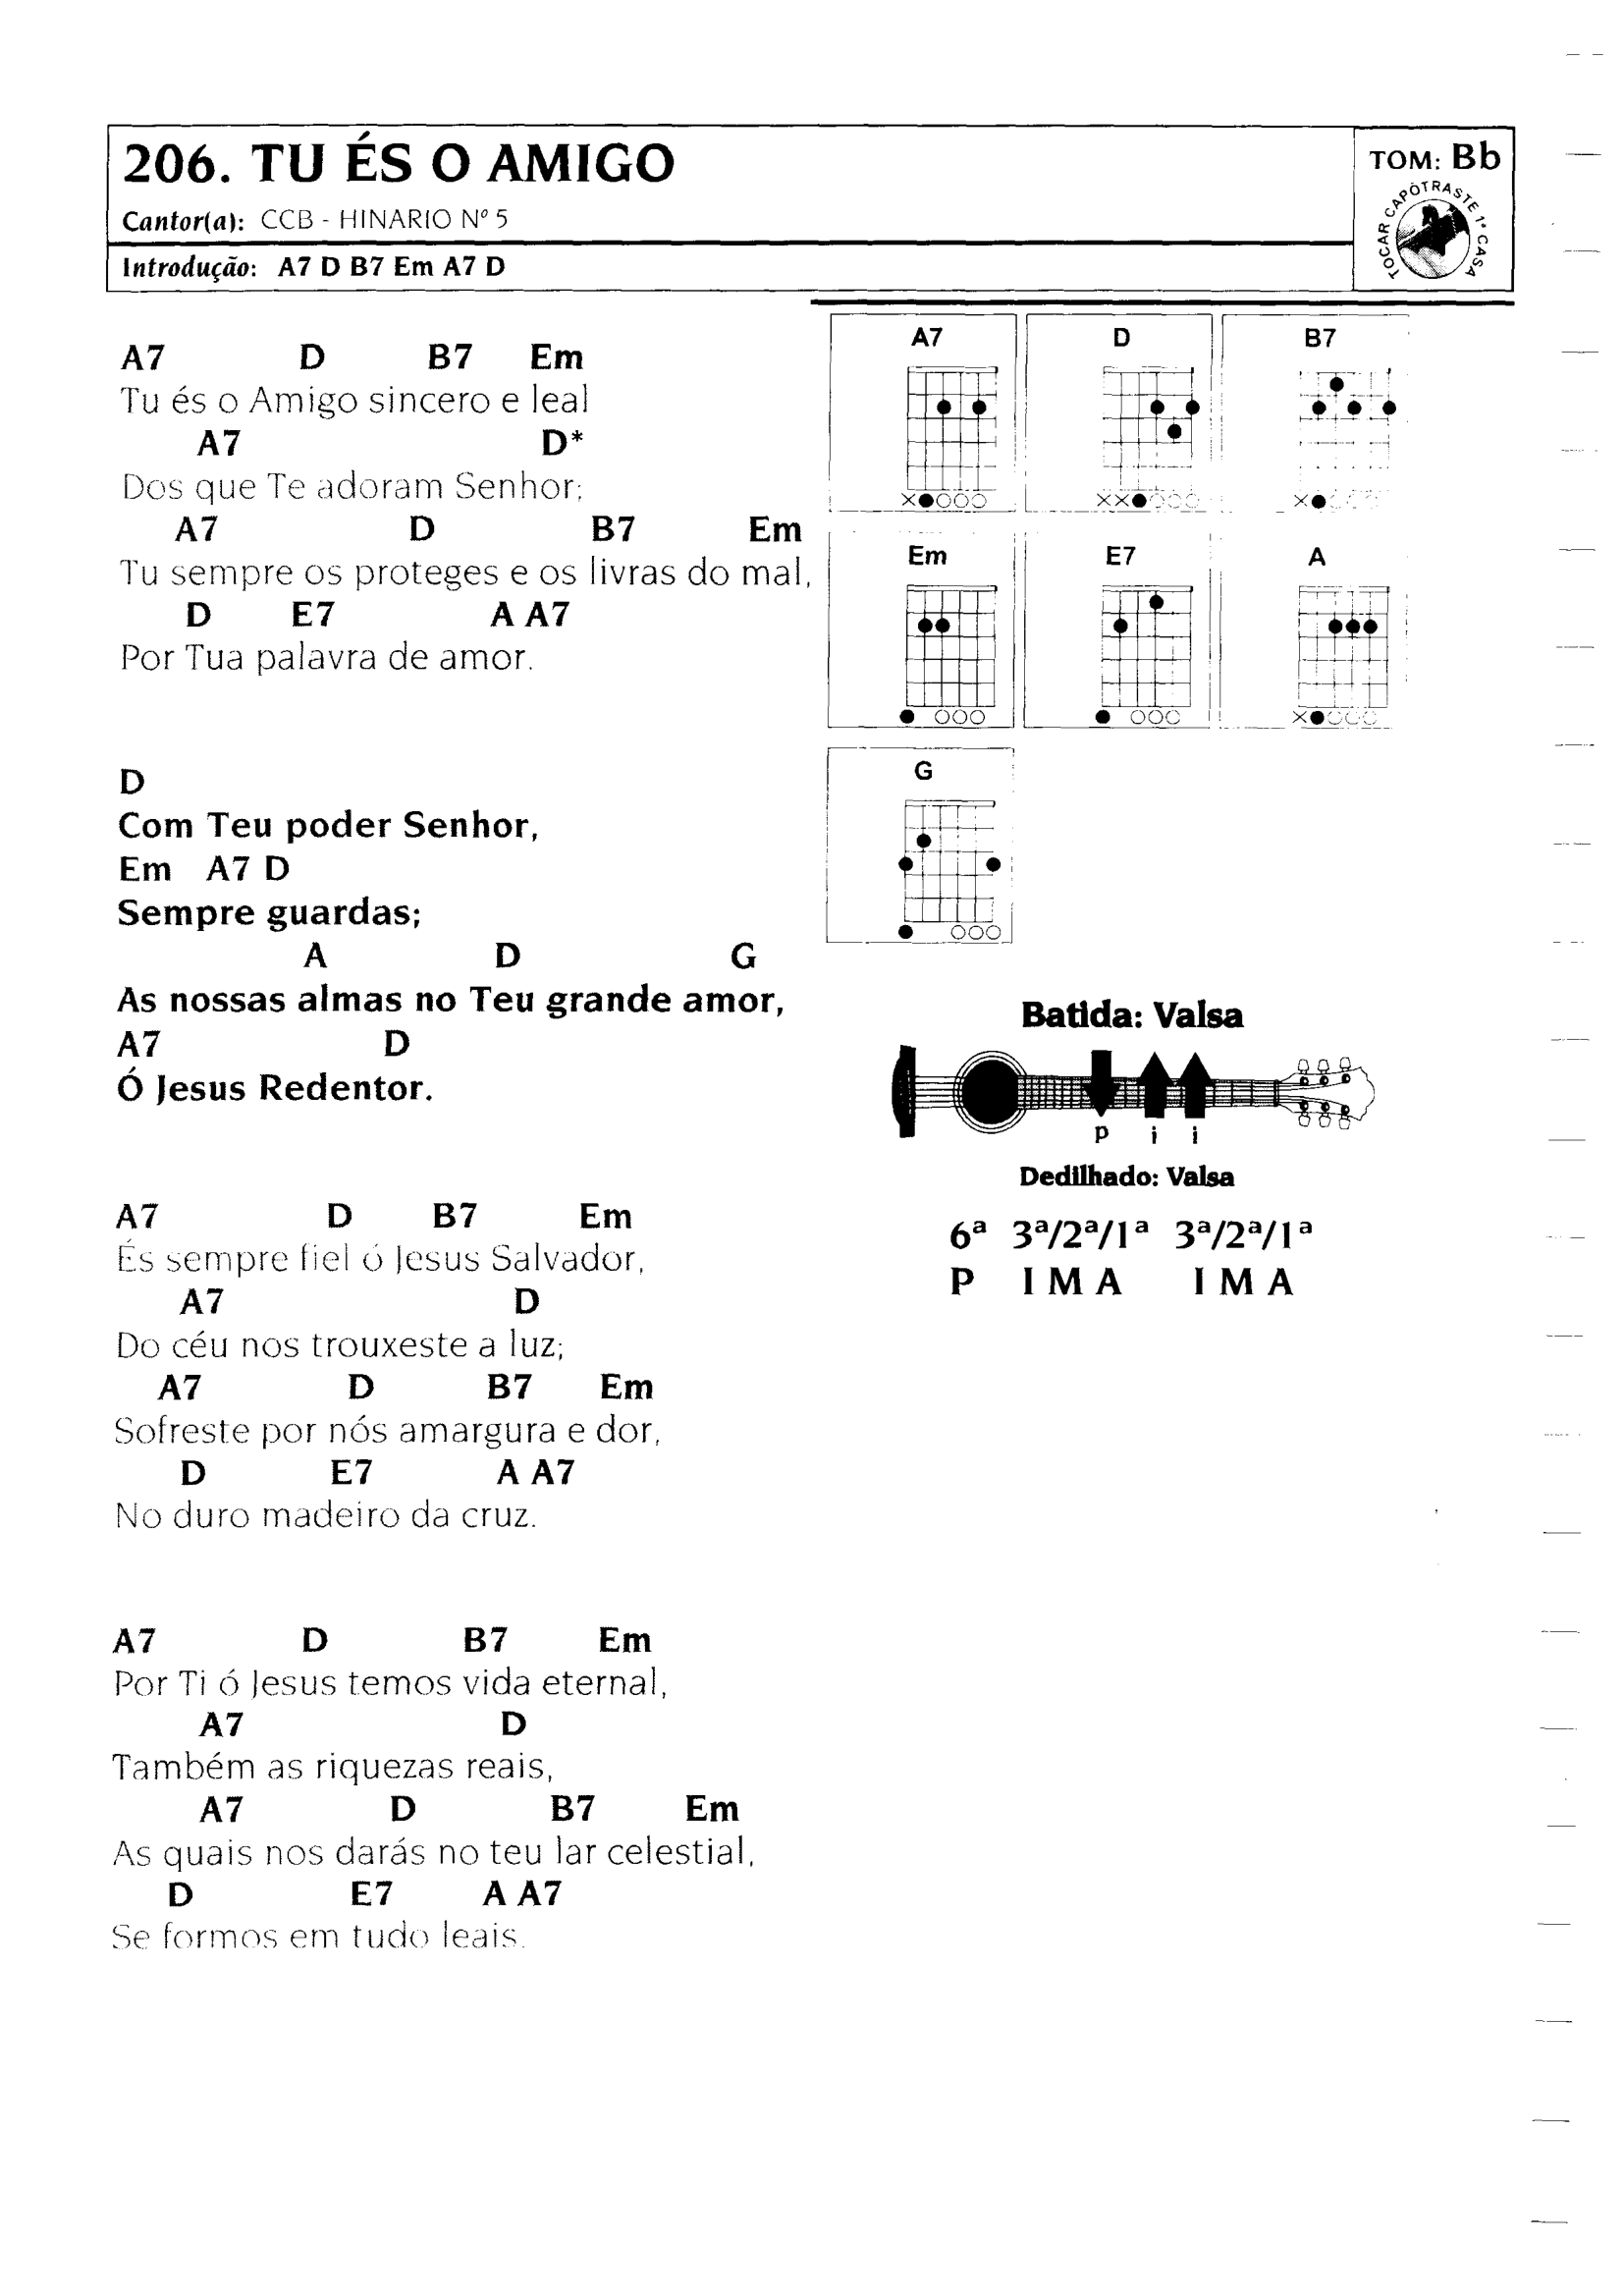 206. TU ÉS O AMIGO
Cantor(a): CCB - HINARIO Nº 5
Introdução: A7 D B7 Em A7 D
TOM: Bb
TOCAR CAPÒTRASTE 1ª CASA
A7 D B7 Em
Tu és o Amigo sincero e leal
A7 D*
Dos que Te adoram Senhor;
A7 D B7 Em
Tu sempre os proteges e os livras do mal,
D E7 A A7
Por Tua palavra de amor.
D
Com Teu poder Senhor,
Em A7 D
Sempre guardas;
A D G
As nossas almas no Teu grande amor,
A7 D
Ó Jesus Redentor.
A7 D B7 Em
És sempre fiel ó Jesus Salvador,
A7 D
Do céu nos trouxeste a luz;
A7 D B7 Em
Sofreste por nós amargura e dor,
D E7 A A7
No duro madeiro da cruz.
A7 D B7 Em
Por Ti ó Jesus temos vida eternal,
A7 D
Também as riquezas reais,
A7 D B7 Em
As quais nos darás no teu lar celestial,
D E7 A A7
Se formos em tudo leais.
A7 D B7
Em E7 A
G
Batida: Valsa
p i i
Dedilhado: Valsa
6ª 3ª/2ª/1ª 3ª/2ª/1ª
P I M A I M A